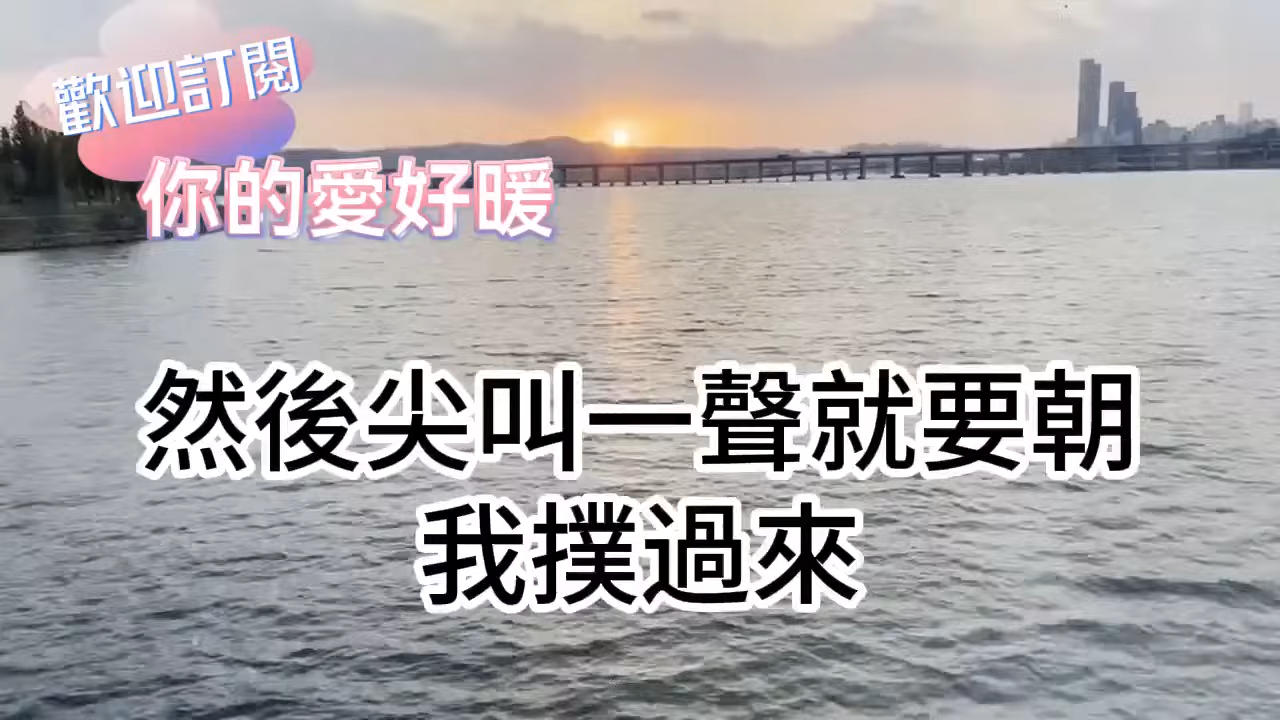 歡迎訂閱
你的愛好暖
然後尖叫一聲就要朝
我撲過來